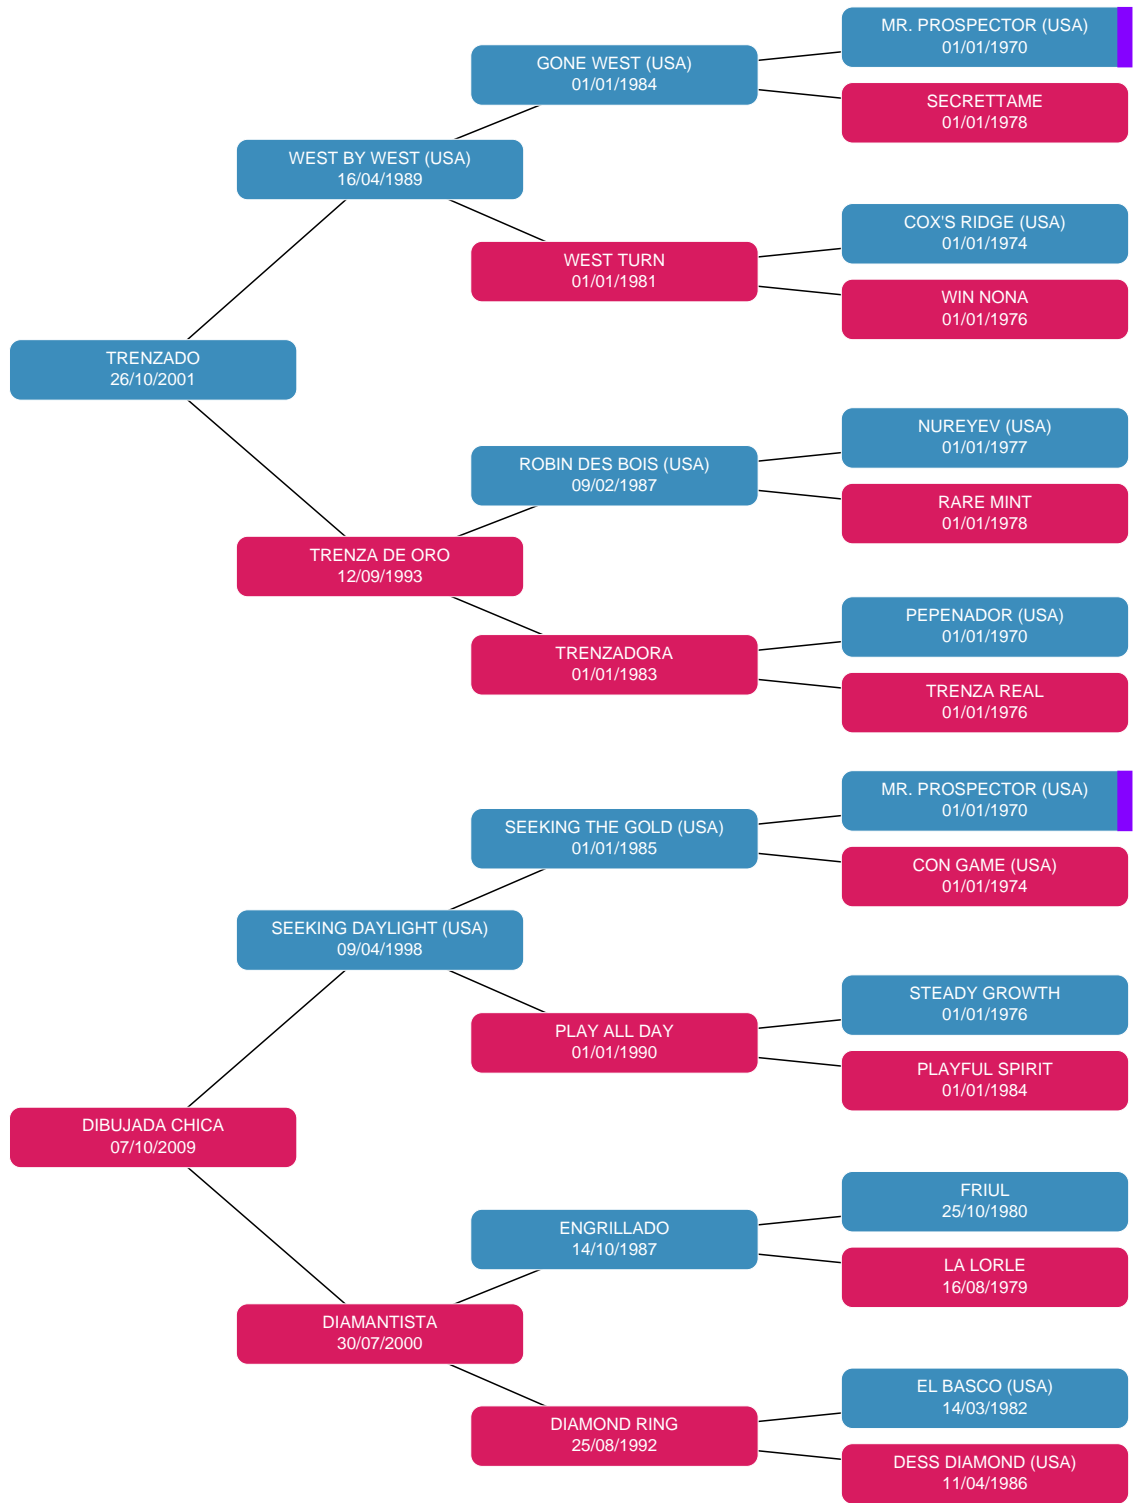 MR. PROSPECTOR (USA)
01/01/1970
GONE WEST (USA)
01/01/1984
SECRETTAME
01/01/1978
WEST BY WEST (USA)
16/04/1989
COX'S RIDGE (USA)
01/01/1974
WEST TURN
01/01/1981
WIN NONA
01/01/1976
TRENZADO
26/10/2001
NUREYEV (USA)
01/01/1977
ROBIN DES BOIS (USA)
09/02/1987
RARE MINT
01/01/1978
TRENZA DE ORO
12/09/1993
PEPENADOR (USA)
01/01/1970
TRENZADORA
01/01/1983
TRENZA REAL
01/01/1976
MR. PROSPECTOR (USA)
01/01/1970
SEEKING THE GOLD (USA)
01/01/1985
CON GAME (USA)
01/01/1974
SEEKING DAYLIGHT (USA)
09/04/1998
STEADY GROWTH
01/01/1976
PLAY ALL DAY
01/01/1990
PLAYFUL SPIRIT
01/01/1984
DIBUJADA CHICA
07/10/2009
FRIUL
25/10/1980
ENGRILLADO
14/10/1987
LA LORLE
16/08/1979
DIAMANTISTA
30/07/2000
EL BASCO (USA)
14/03/1982
DIAMOND RING
25/08/1992
DESS DIAMOND (USA)
11/04/1986